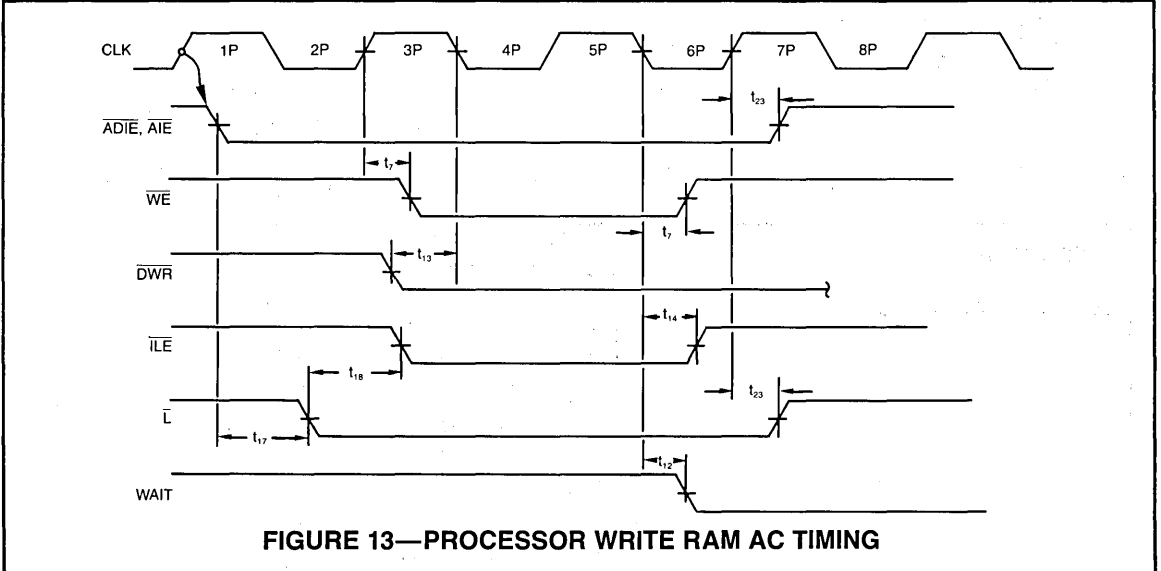 CLK 1P 2P 3P 4P 5P 6P 7P 8P
t23
ADIE, AIE
t7
WE
t7
t13
DWR
t14
ILE
t18
t23
L
t17
t12
WAIT
FIGURE 13—PROCESSOR WRITE RAM AC TIMING